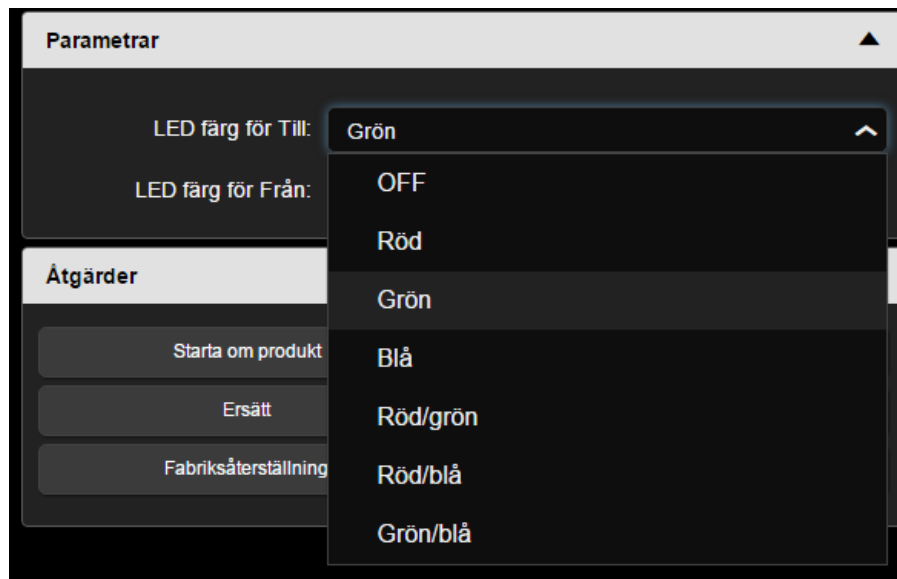 Parametrar
LED färg för Till:
Grön
LED färg för Från:
OFF
Röd
Grön
Blå
Röd/grön
Röd/blå
Grön/blå
Åtgärder
Starta om produkt
Ersätt
Fabriksåterställning